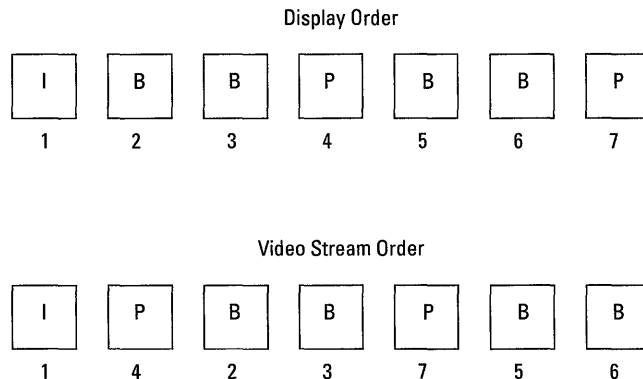 Display Order
I B B P B B P
1 2 3 4 5 6 7
Video Stream Order
I P B B P B B
1 4 2 3 7 5 6